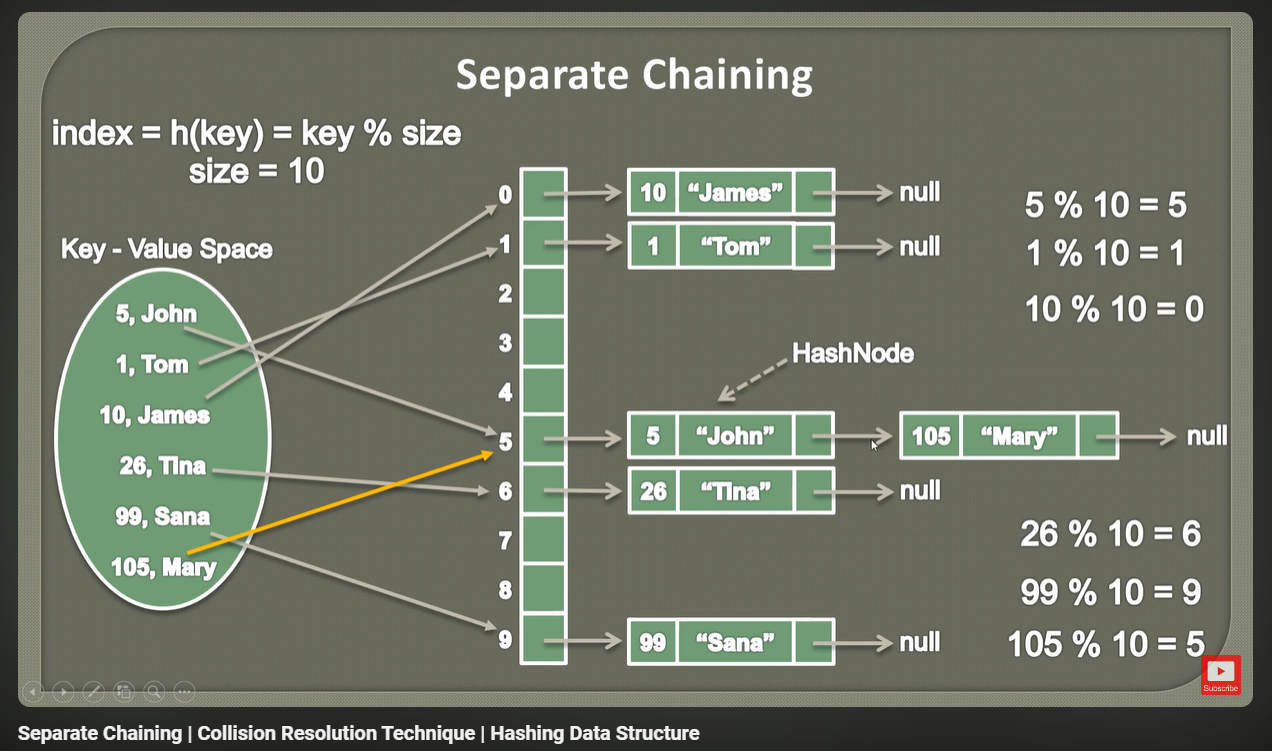 Separate Chaining
index = h(key) = key % size
size = 10
Key - Value Space
5, John
1, Tom
10, James
26, TIna
99, Sana
105, Mary
0
1
2
3
4
5
6
7
8
9
10 “James” null
1 “Tom” null
HashNode
5 “John” 105 “Mary” null
26 “TIna” null
99 “Sana” null
5 % 10 = 5
1 % 10 = 1
10 % 10 = 0
26 % 10 = 6
99 % 10 = 9
105 % 10 = 5
Subscribe
Separate Chaining | Collision Resolution Technique | Hashing Data Structure